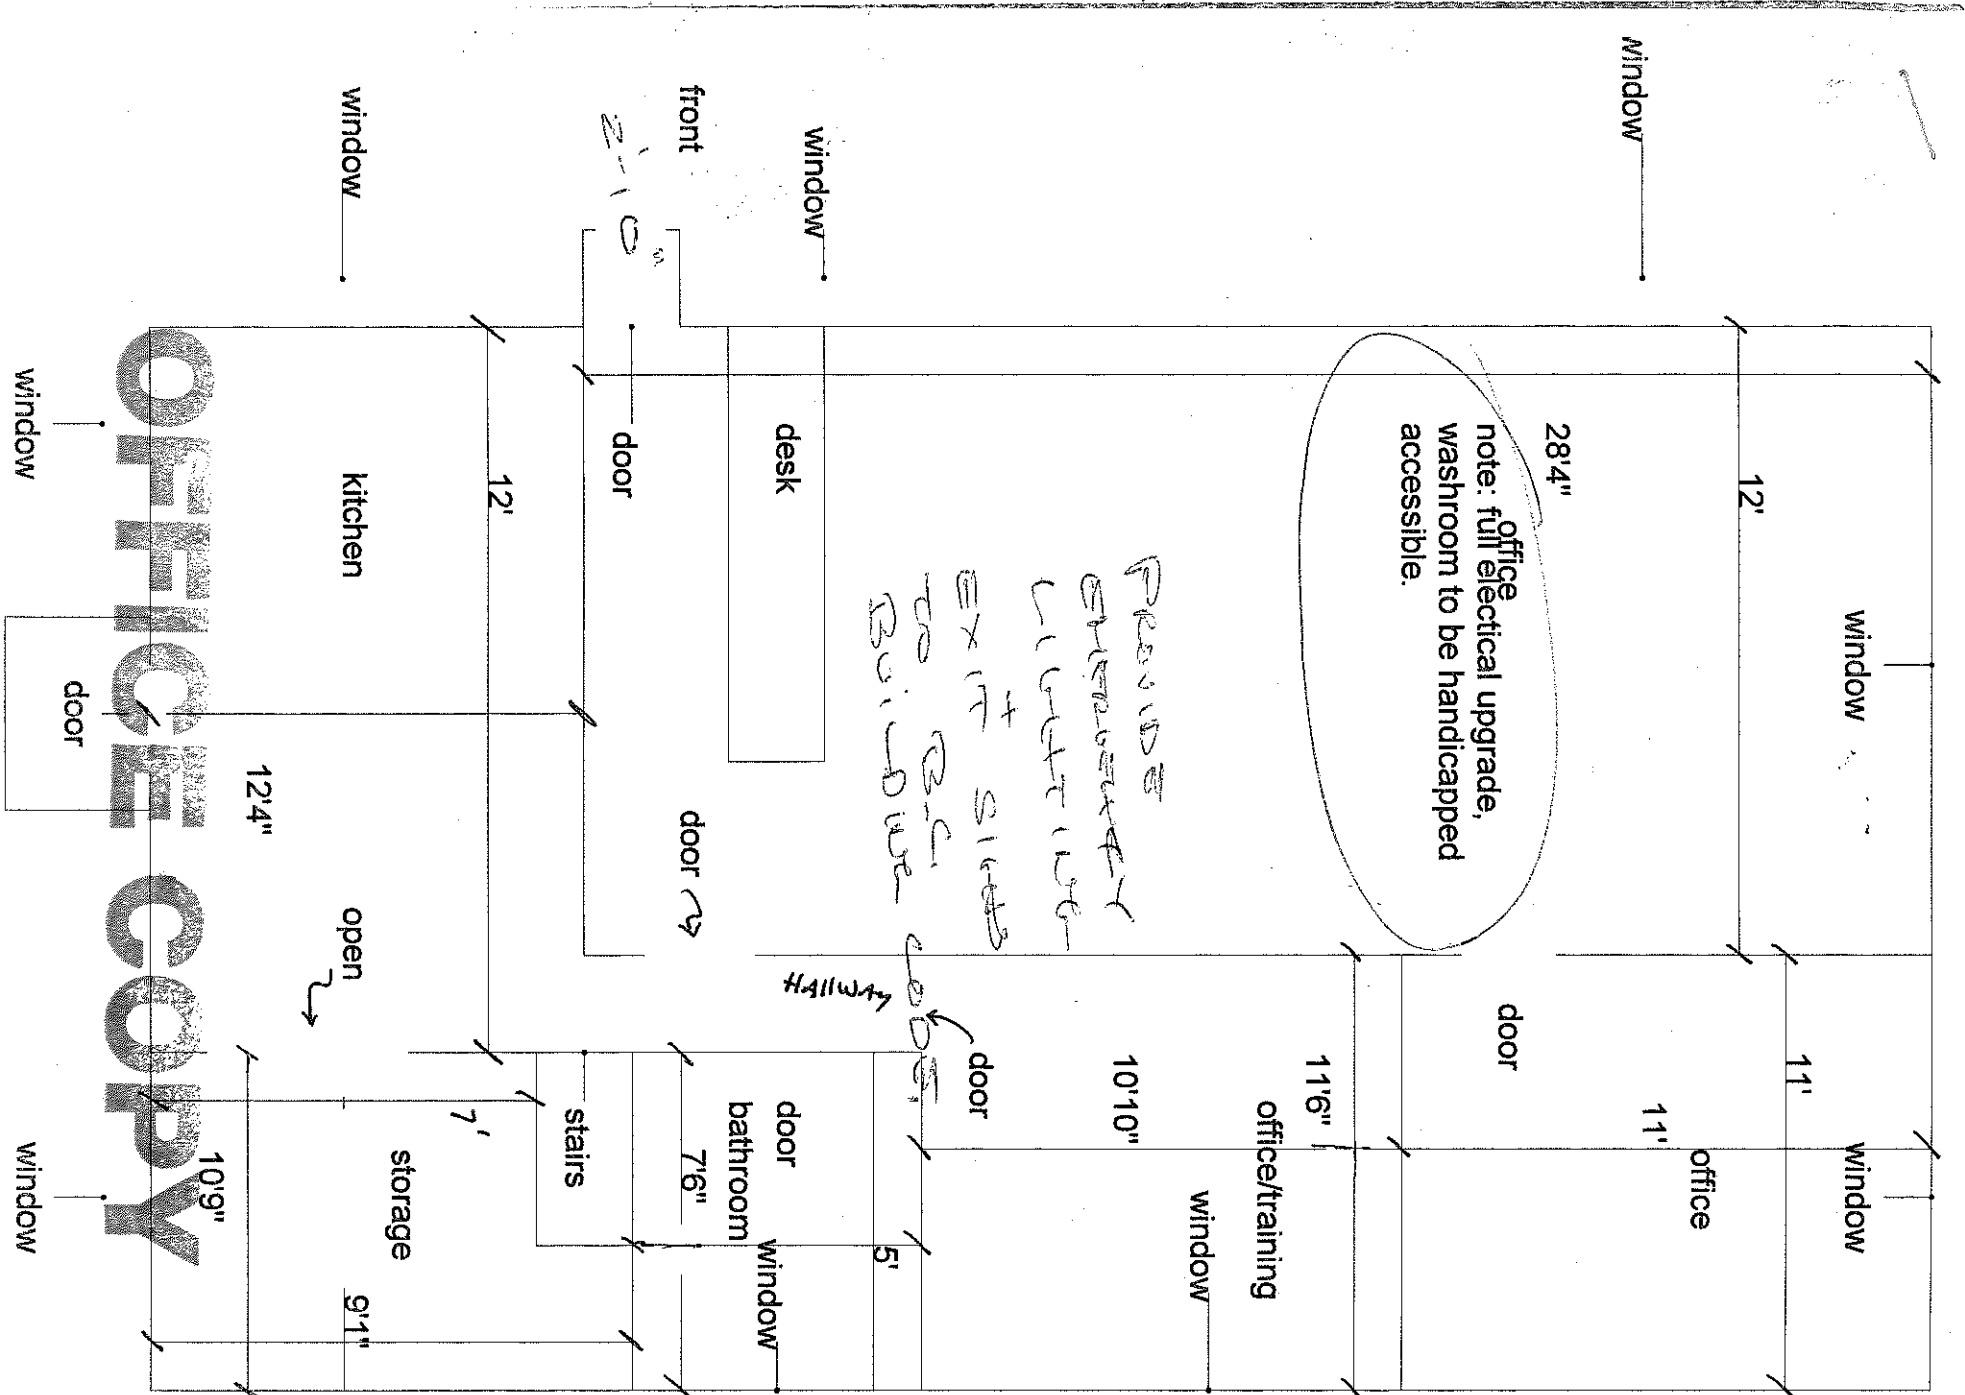 window
window
window
window
front
2'-10"
window
window
12'
28'4"
office
note: full electical upgrade,
washroom to be handicapped
accessible.
PROVIDE
EMERGENCY
LIGHTING
+
EXIT SIGNS
TO B.C.
BUILDING CODE.
desk
door
12'
kitchen
door
12'4"
open
door
HALLWAY
door
door
11'
11'
office
window
11'6"
10'10"
office/training
window
door
bathroom
window
5'
7'6"
stairs
7'
storage
9'1"
10'9"
window
OFFICE COPY